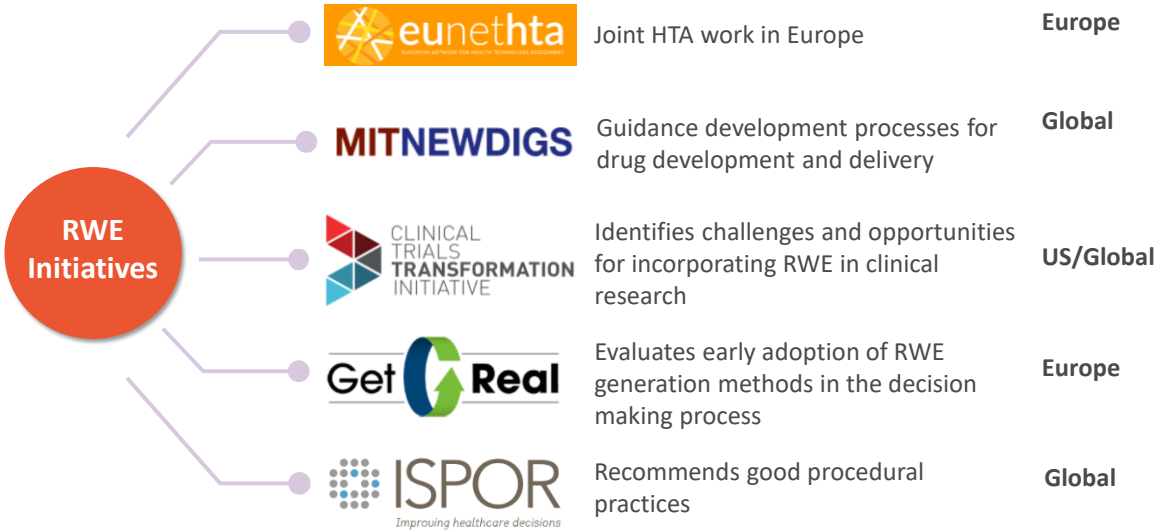 RWE
Initiatives
eunethta
EUROPEAN NETWORK FOR HEALTH TECHNOLOGY ASSESSMENT
Joint HTA work in Europe
Europe
MITNEWDIGS
Guidance development processes for
drug development and delivery
Global
CLINICAL
TRIALS
TRANSFORMATION
INITIATIVE
Identifies challenges and opportunities
for incorporating RWE in clinical
research
US/Global
Get Real
Evaluates early adoption of RWE
generation methods in the decision
making process
Europe
ISPOR
Improving healthcare decisions
Recommends good procedural
practices
Global